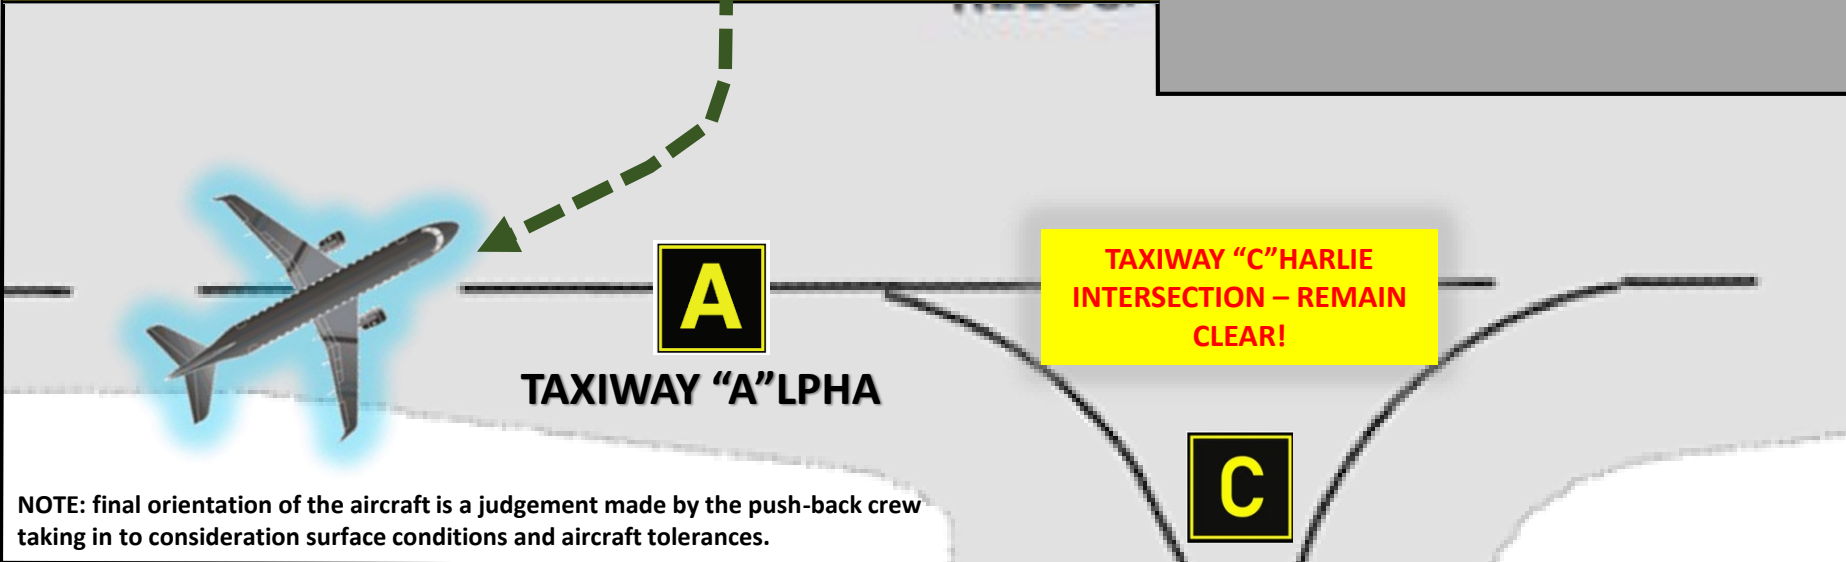 A
TAXIWAY “A”LPHA
TAXIWAY “C”HARLIE
INTERSECTION – REMAIN
CLEAR!
C
NOTE: final orientation of the aircraft is a judgement made by the push-back crew
taking in to consideration surface conditions and aircraft tolerances.